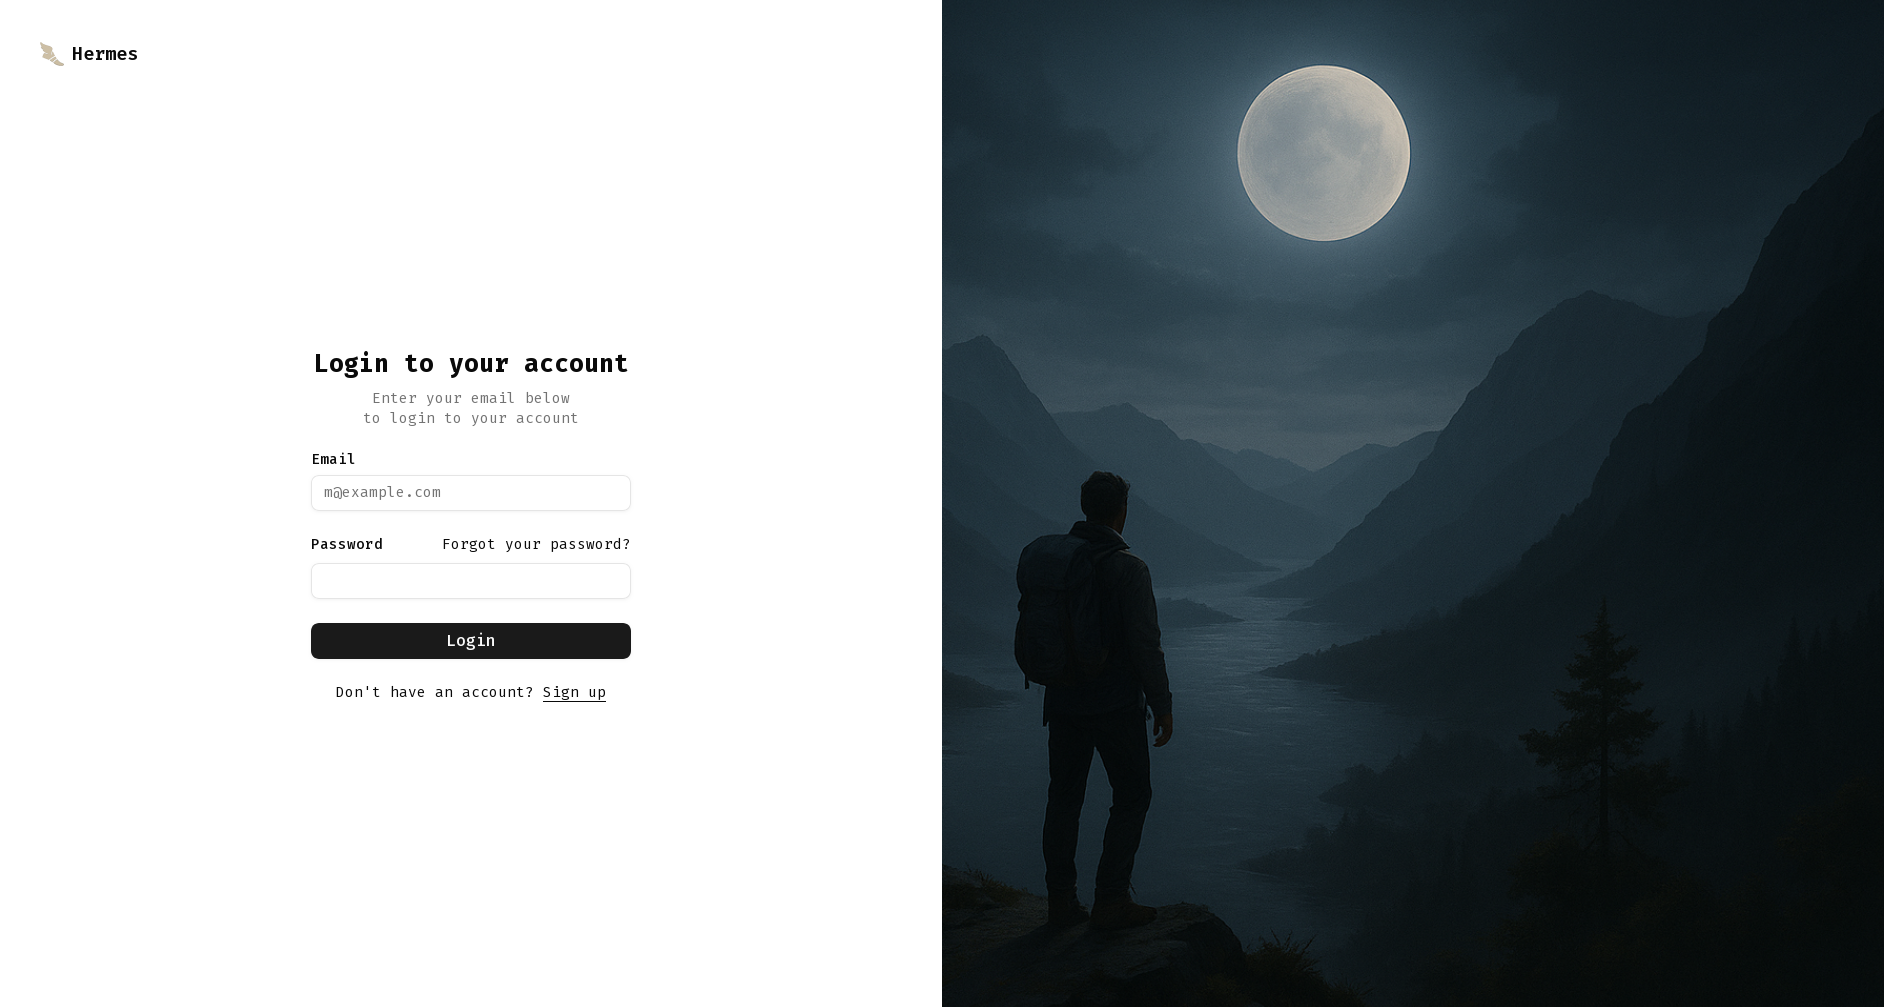 Hermes
Login to your account
Enter your email below
to login to your account
Email
m@example.com
Password
Forgot your password?
Login
Don't have an account? Sign up